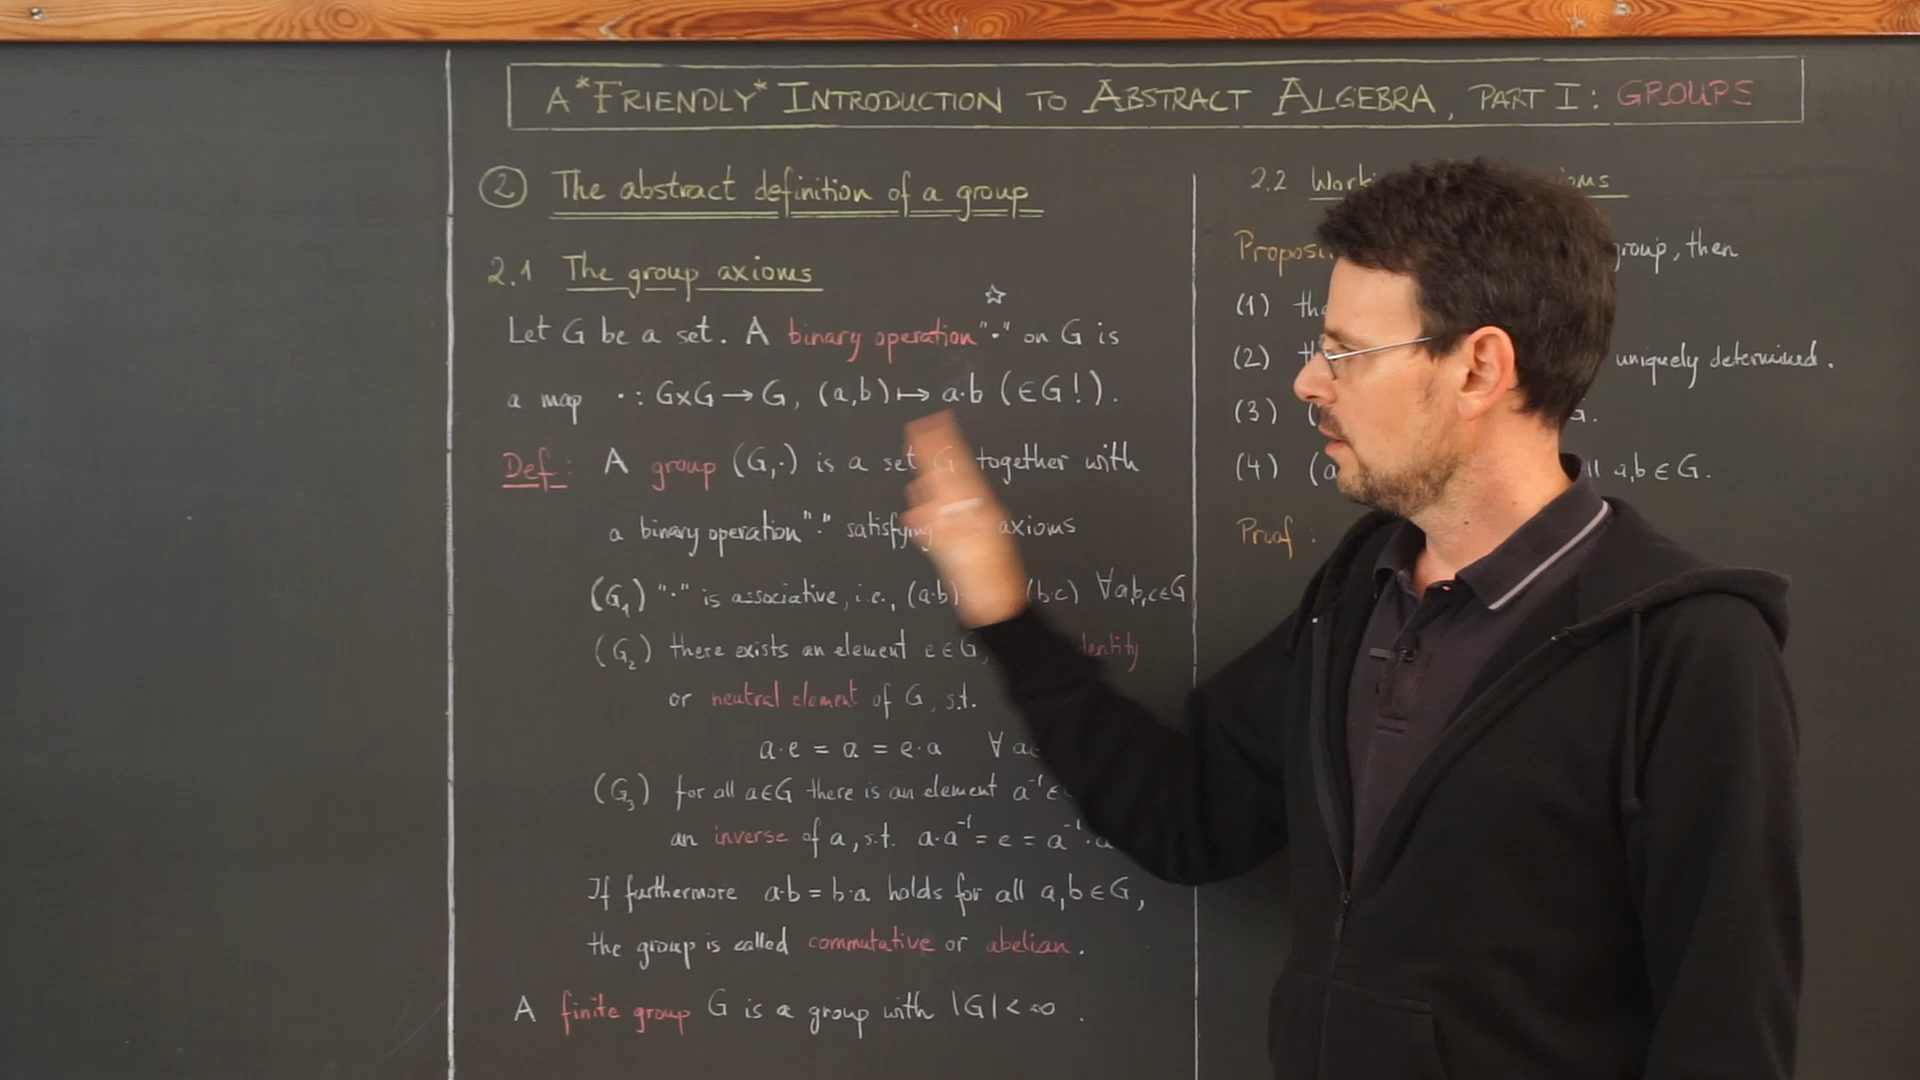 A *FRIENDLY* INTRODUCTION TO ABSTRACT ALGEBRA, PART I: GROUPS
② The abstract definition of a group
2.1 The group axioms
☆
Let G be a set. A binary operation "·" on G is
a map · : G×G → G, (a,b) ↦ a·b (∈G!).
Def: A group (G,·) is a set G together with
a binary operation "·" satisfying axioms
(G₁) "·" is associative, i.e., (a·b) (b·c) ∀a,b,c∈G
(G₂) there exists an element e∈G,
or neutral element of G, s.t.
a·e = a = e·a ∀
(G₃) for all a∈G there is an element a⁻¹∈
an inverse of a, s.t. a·a⁻¹ = e = a⁻¹·a
If furthermore a·b = b·a holds for all a,b∈G,
the group is called commutative or abelian.
A finite group G is a group with |G| < ∞ .
2.2
group, then
(1)
(2) uniquely determined.
(3) G.
(4) (a a,b∈G.
Proof :